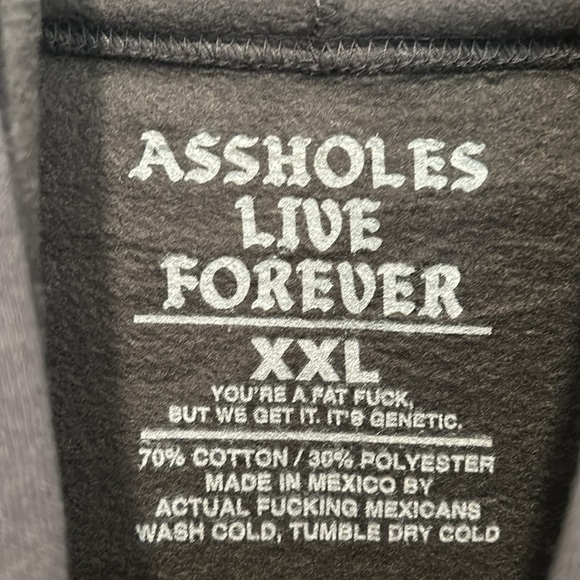 ASSHOLES
LIVE
FOREVER
XXL
YOU'RE A FAT FUCK,
BUT WE GET IT. IT'S GENETIC.
70% COTTON / 30% POLYESTER
MADE IN MEXICO BY
ACTUAL FUCKING MEXICANS
WASH COLD, TUMBLE DRY COLD